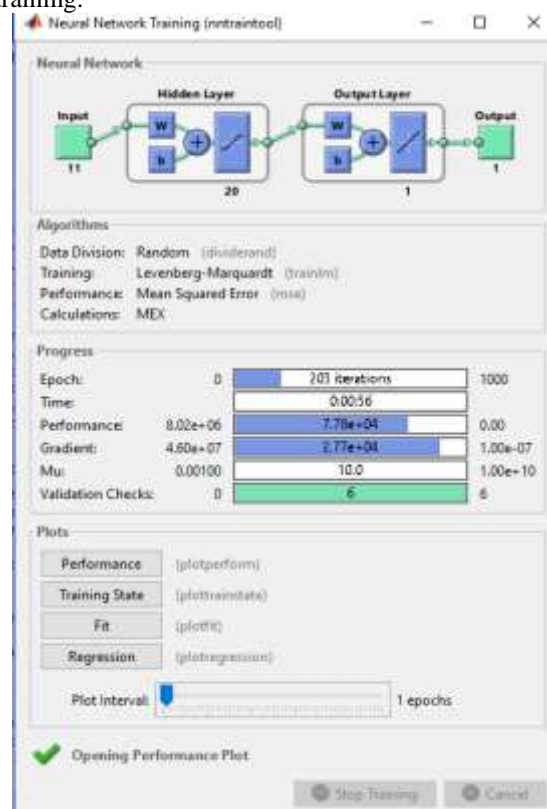 training.
Neural Network Training (nntraintool)
Neural Network
Hidden Layer Output Layer
Input Output
W W
b b
11 20 1 1
Algorithms
Data Division: Random (dividerand)
Training: Levenberg-Marquardt (trainlm)
Performance: Mean Squared Error (mse)
Calculations: MEX
Progress
Epoch: 0 203 iterations 1000
Time: 0:00:56
Performance: 8.02e+06 7.78e+04 0.00
Gradient: 4.60e+07 2.77e+04 1.00e-07
Mu: 0.00100 10.0 1.00e+10
Validation Checks: 0 6 6
Plots
Performance (plotperform)
Training State (plottrainstate)
Fit (plotfit)
Regression (plotregression)
Plot Interval: 1 epochs
Opening Performance Plot
Stop Training Cancel